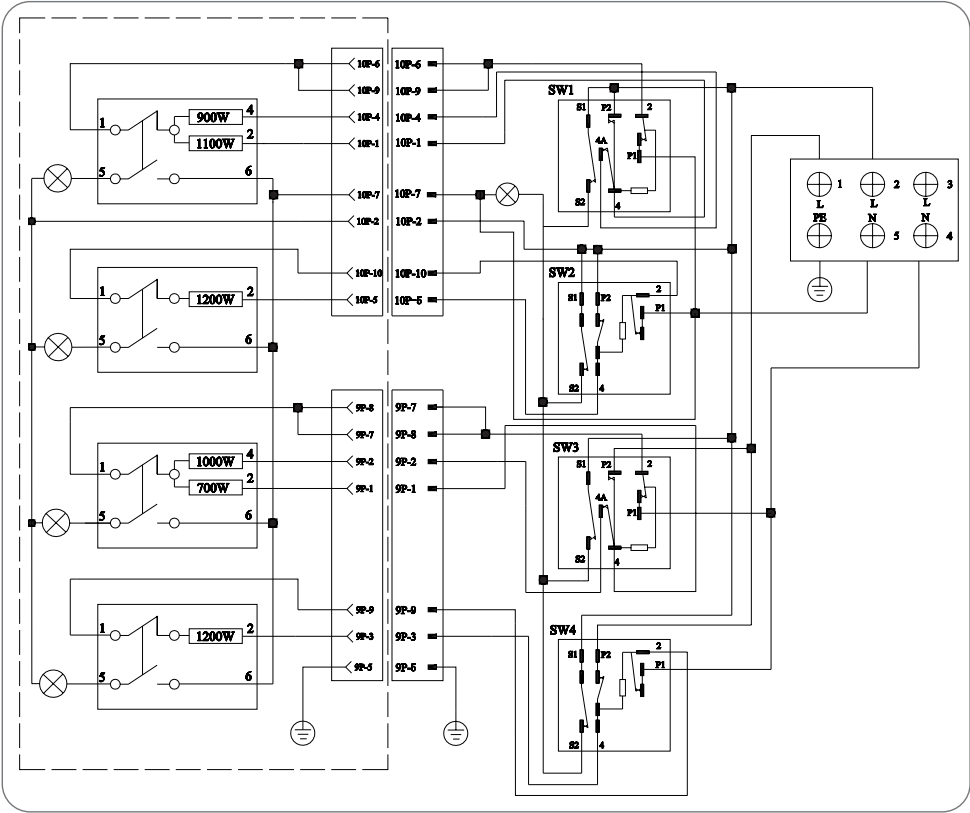 10P-6 10P-6
10P-9 10P-9
SW1
S1 P2 2
1 900W 4 10P-4 10P-4
1100W 2 10P-1 10P-1
4A P1
5 6
10P-7 10P-7
S2 4
10P-2 10P-2
1 2 3
L L L
PE N N
5 4
10P-10 10P-10
SW2
1 1200W 2 10P-5 10P-5
S1 P2 2
P1
5 6
S2 4
9P-8 9P-7
9P-7 9P-8
SW3
1 1000W 4 9P-2 9P-2
S1 P2 2
700W 2 9P-1 9P-1
4A P1
5 6
S2 4
9P-9 9P-9
SW4
1 1200W 2 9P-3 9P-3
S1 P2 2
P1
9P-5 9P-5
5 6
S2 4